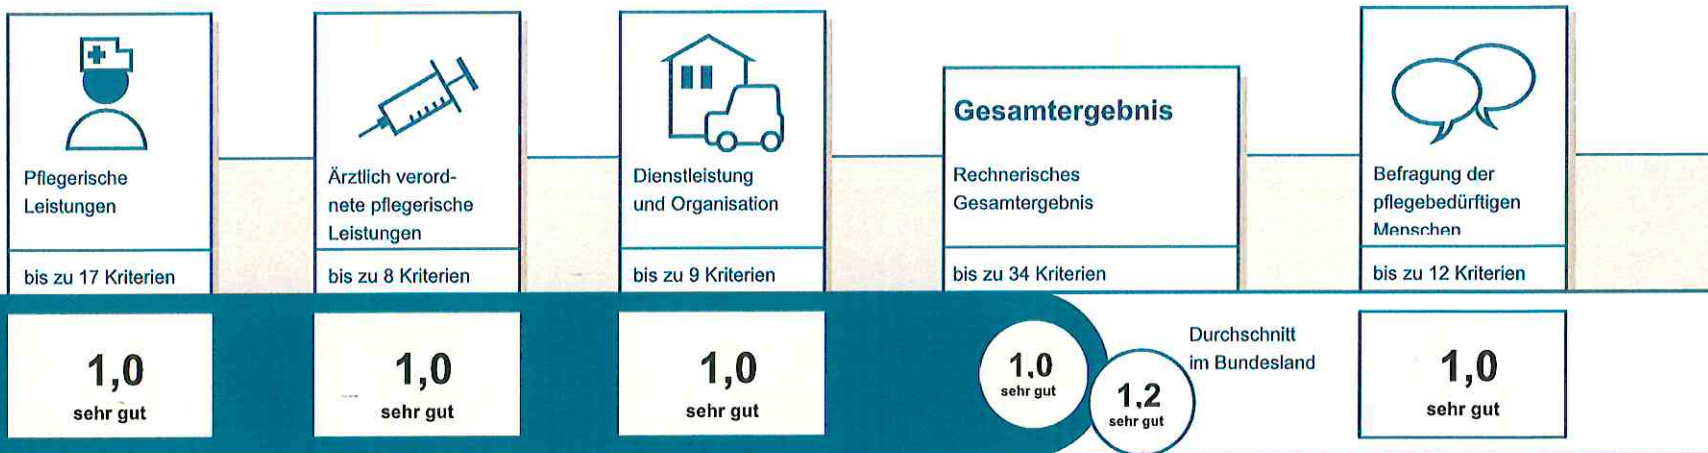 Pflegerische
Leistungen
bis zu 17 Kriterien
1,0
sehr gut
Ärztlich verord-
nete pflegerische
Leistungen
bis zu 8 Kriterien
1,0
sehr gut
Dienstleistung
und Organisation
bis zu 9 Kriterien
1,0
sehr gut
Gesamtergebnis
Rechnerisches
Gesamtergebnis
bis zu 34 Kriterien
1.0
sehr gut
1.2
sehr gut
Durchschnitt
im Bundesland
Befragung der
pflegebedürftigen
Menschen
bis zu 12 Kriterien
1,0
sehr gut